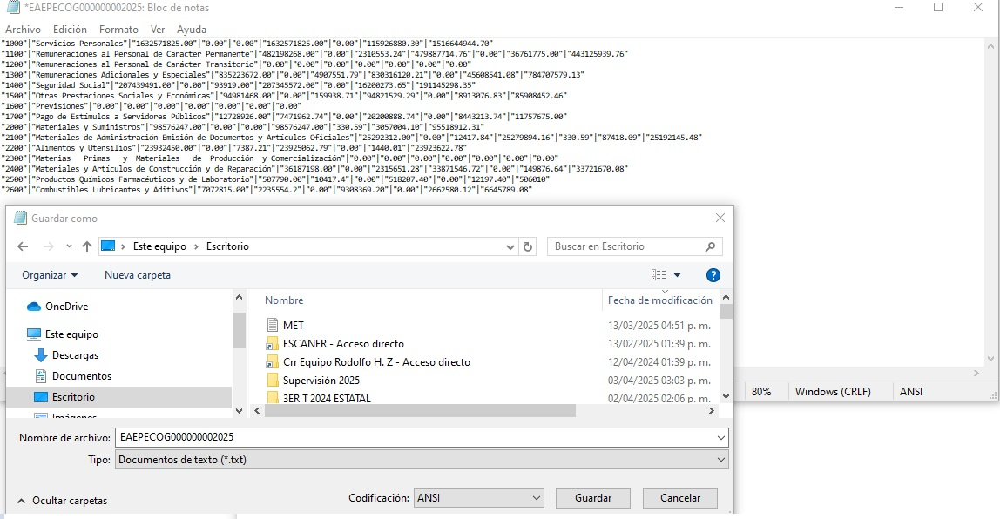 *EAEPECOG000000002025: Bloc de notas
Archivo Edición Formato Ver Ayuda
"1000"|"Servicios Personales"|"1632571825.00"|"0.00"|"0.00"|"1632571825.00"|"0.00"|"115926880.30"|"1516644944.70"
"1100"|"Remuneraciones al Personal de Carácter Permanente"|"482198268.00"|"0.00"|"2310553.24"|"479887714.76"|"0.00"|"36761775.00"|"443125939.76"
"1200"|"Remuneraciones al Personal de Carácter Transitorio"|"0.00"|"0.00"|"0.00"|"0.00"|"0.00"|"0.00"|"0.00"
"1300"|"Remuneraciones Adicionales y Especiales"|"835223672.00"|"0.00"|"4907551.79"|"830316120.21"|"0.00"|"45608541.08"|"784707579.13"
"1400"|"Seguridad Social"|"207439491.00"|"0.00"|"93919.00"|"207345572.00"|"0.00"|"16200273.65"|"191145298.35"
"1500"|"Otras Prestaciones Sociales y Económicas"|"94981468.00"|"0.00"|"159938.71"|"94821529.29"|"0.00"|"8913076.83"|"85908452.46"
"1600"|"Previsiones"|"0.00"|"0.00"|"0.00"|"0.00"|"0.00"|"0.00"|"0.00"
"1700"|"Pago de Estímulos a Servidores Públicos"|"12728926.00"|"7471962.74"|"0.00"|"20200888.74"|"0.00"|"8443213.74"|"11757675.00"
"2000"|"Materiales y Suministros"|"98576247.00"|"0.00"|"0.00"|"98576247.00"|"330.59"|"3057004.10"|"95518912.31"
"2100"|"Materiales de Administración Emisión de Documentos y Artículos Oficiales"|"25292312.00"|"0.00"|"12417.84"|"25279894.16"|"330.59"|"87418.09"|"25192145.48"
"2200"|"Alimentos y Utensilios"|"23932450.00"|"0.00"|"7387.21"|"23925062.79"|"0.00"|"1440.01"|"23923622.78"
"2300"|"Materias Primas y Materiales de Producción y Comercialización"|"0.00"|"0.00"|"0.00"|"0.00"|"0.00"|"0.00"|"0.00"
"2400"|"Materiales y Artículos de Construcción y de Reparación"|"36187198.00"|"0.00"|"2315651.28"|"33871546.72"|"0.00"|"149876.64"|"33721670.08"
"2500"|"Productos Químicos Farmacéuticos y de Laboratorio"|"507790.00"|"10417.4"|"0.00"|"518207.40"|"0.00"|"12197.40"|"506010"
"2600"|"Combustibles Lubricantes y Aditivos"|"7072815.00"|"2235554.2"|"0.00"|"9308369.20"|"0.00"|"2662580.12"|"6645789.08"
Guardar como
Este equipo > Escritorio
Buscar en Escritorio
Organizar Nueva carpeta
Nombre Fecha de modificación
OneDrive
Este equipo
Descargas
Documentos
Escritorio
Imágenes
MET 13/03/2025 04:51 p. m.
ESCANER - Acceso directo 13/02/2025 01:39 p. m.
Crr Equipo Rodolfo H. Z - Acceso directo 12/04/2024 01:39 p. m.
Supervisión 2025 03/04/2025 03:03 p. m.
3ER T 2024 ESTATAL 02/04/2025 02:06 p. m.
80% Windows (CRLF) ANSI
Nombre de archivo: EAEPECOG000000002025
Tipo: Documentos de texto (*.txt)
Ocultar carpetas Codificación: ANSI Guardar Cancelar